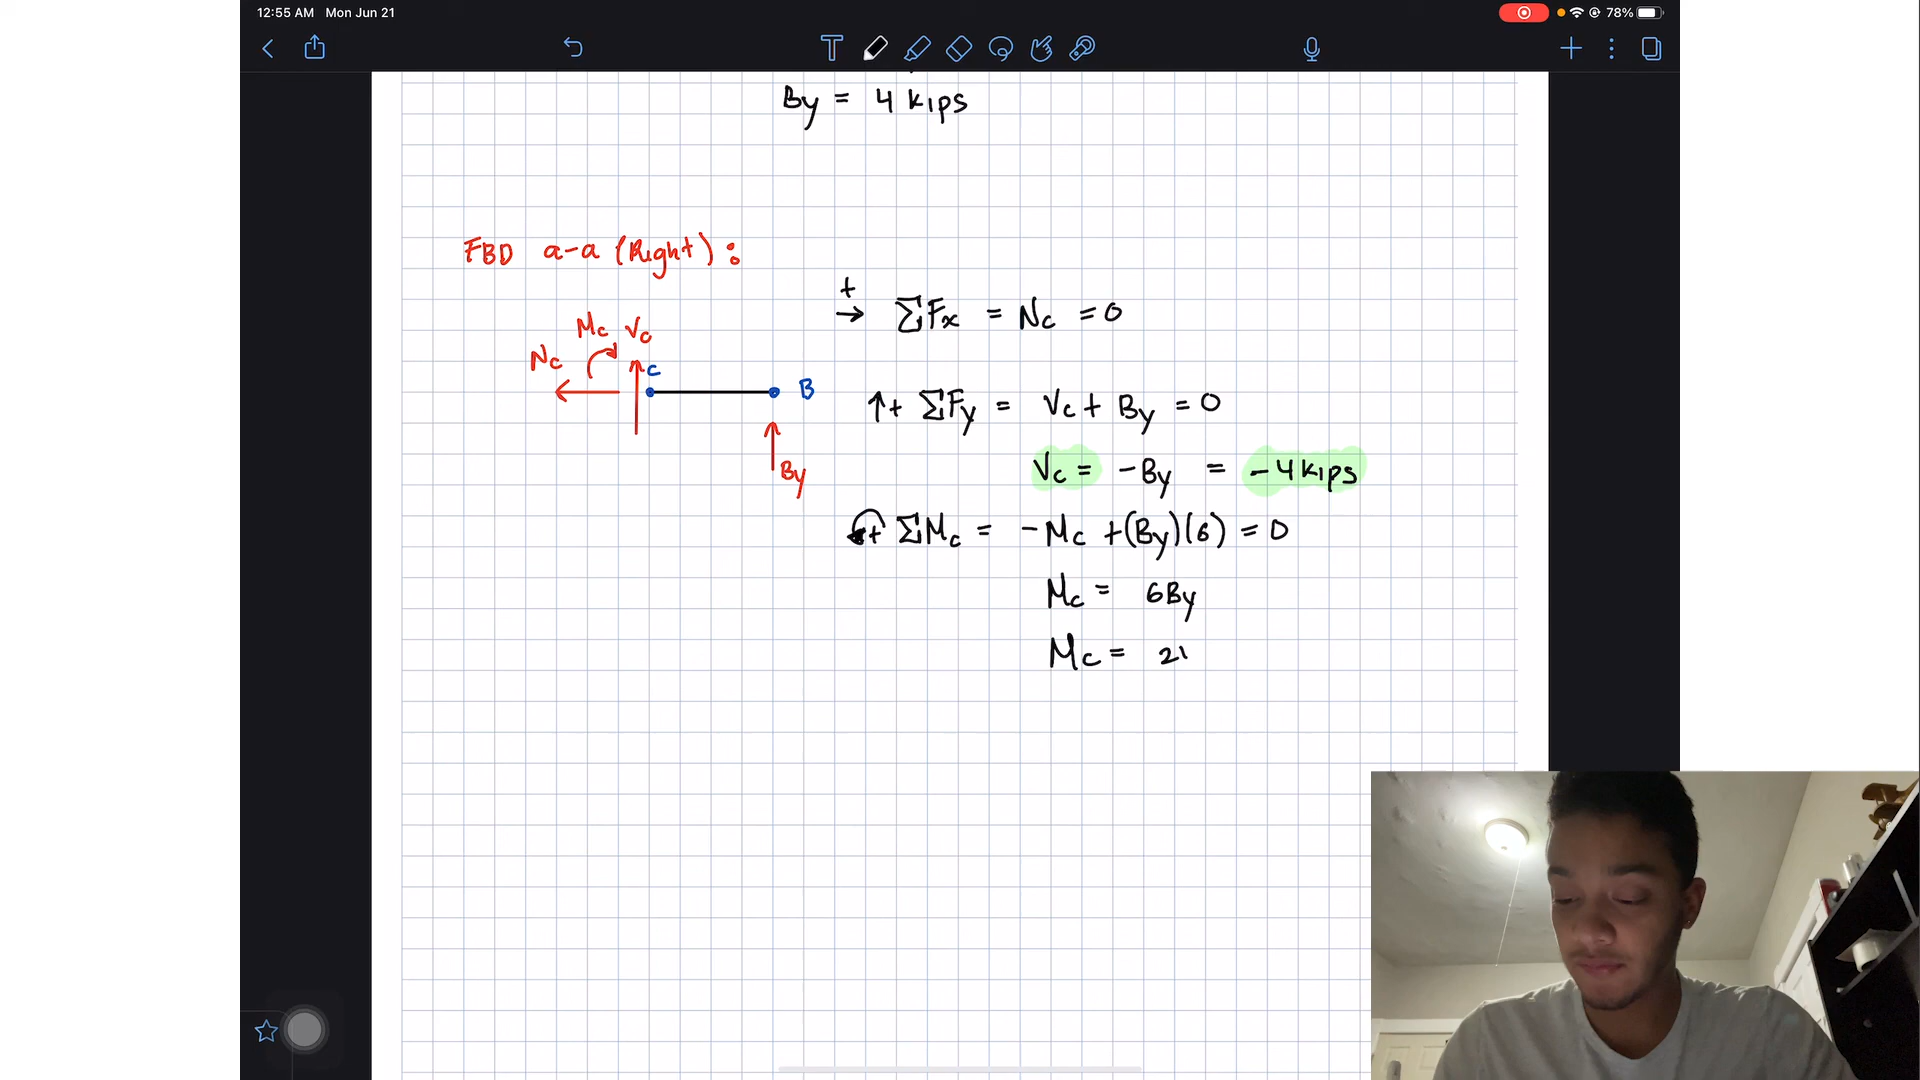 12:55 AM Mon Jun 21
78%
By = 4 kips
FBD a-a (Right) :
+
→ ΣFx = Nc = 0
Mc Vc
Nc
C
B
↑+ ΣFy = Vc + By = 0
By
Vc = -By = -4 kips
+ ΣMc = -Mc +(By)(6) = 0
Mc = 6By
Mc = 21